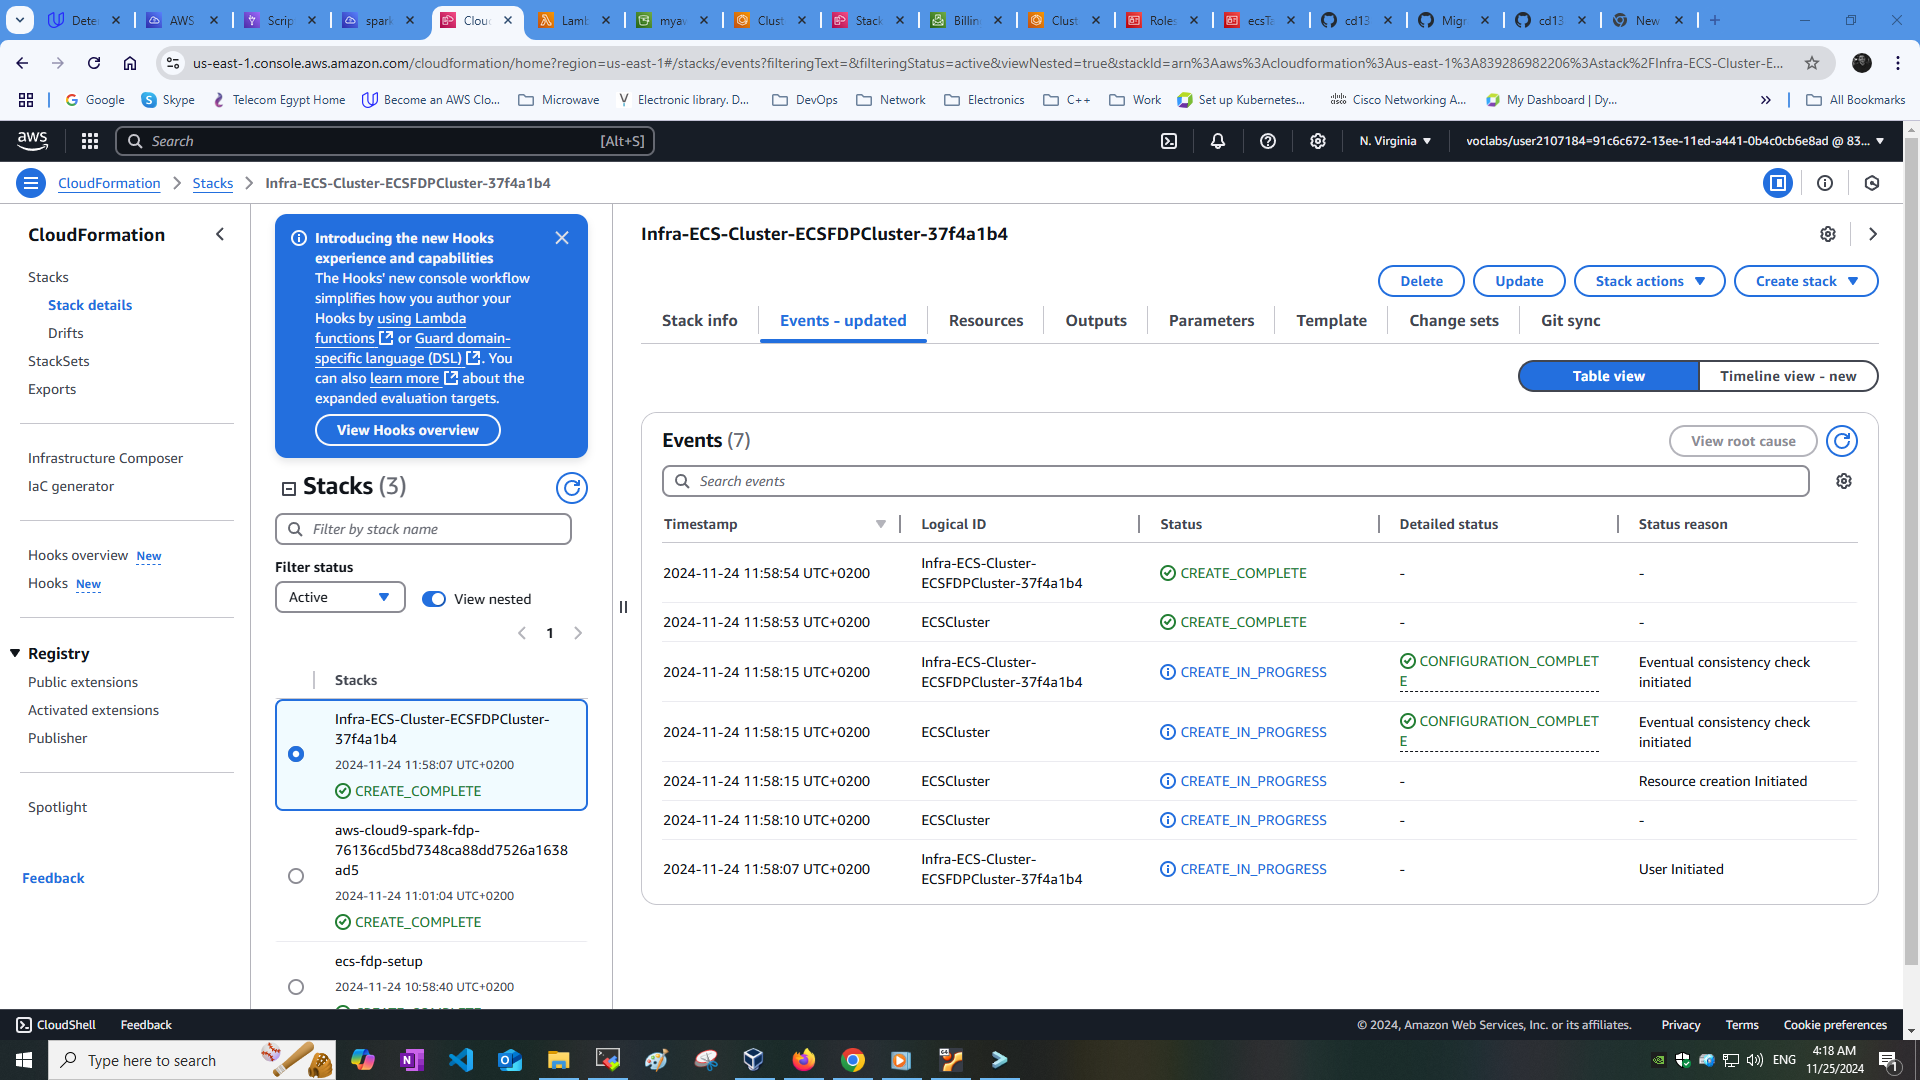 Dete
AWS
Scrip
spark
Clou
Lamb
myaw
Clust
Stack
Billin
Clust
Roles
ecsTa
cd13
Migr
cd13
New
us-east-1.console.aws.amazon.com/cloudformation/home?region=us-east-1#/stacks/events?filteringText=&filteringStatus=active&viewNested=true&stackId=arn%3Aaws%3Acloudformation%3Aus-east-1%3A839286982206%3Astack%2FInfra-ECS-Cluster-E...
Google
Skype
Telecom Egypt Home
Become an AWS Clo...
Microwave
Electronic library. D...
DevOps
Network
Electronics
C++
Work
Set up Kubernetes...
Cisco Networking A...
My Dashboard | Dy...
All Bookmarks
aws
Search
[Alt+S]
N. Virginia
voclabs/user2107184=91c6c672-13ee-11ed-a441-0b4c0cb6e8ad @ 83...
CloudFormation
Stacks
Infra-ECS-Cluster-ECSFDPCluster-37f4a1b4
CloudFormation
Stacks
Stack details
Drifts
StackSets
Exports
Infrastructure Composer
IaC generator
Hooks overview New
Hooks New
Registry
Public extensions
Activated extensions
Publisher
Spotlight
Feedback
Introducing the new Hooks
experience and capabilities
The Hooks' new console workflow
simplifies how you author your
Hooks by using Lambda
functions or Guard domain-
specific language (DSL). You
can also learn more about the
expanded evaluation targets.
View Hooks overview
Stacks (3)
Filter by stack name
Filter status
Active
View nested
1
Stacks
Infra-ECS-Cluster-ECSFDPCluster-
37f4a1b4
2024-11-24 11:58:07 UTC+0200
CREATE_COMPLETE
aws-cloud9-spark-fdp-
76136cd5bd7348ca88dd7526a1638
ad5
2024-11-24 11:01:04 UTC+0200
CREATE_COMPLETE
ecs-fdp-setup
2024-11-24 10:58:40 UTC+0200
Infra-ECS-Cluster-ECSFDPCluster-37f4a1b4
Delete
Update
Stack actions
Create stack
Stack info
Events - updated
Resources
Outputs
Parameters
Template
Change sets
Git sync
Table view
Timeline view - new
Events (7)
View root cause
Search events
Timestamp
Logical ID
Status
Detailed status
Status reason
2024-11-24 11:58:54 UTC+0200
Infra-ECS-Cluster-
ECSFDPCluster-37f4a1b4
CREATE_COMPLETE
-
-
2024-11-24 11:58:53 UTC+0200
ECSCluster
CREATE_COMPLETE
-
-
2024-11-24 11:58:15 UTC+0200
Infra-ECS-Cluster-
ECSFDPCluster-37f4a1b4
CREATE_IN_PROGRESS
CONFIGURATION_COMPLET
E
Eventual consistency check
initiated
2024-11-24 11:58:15 UTC+0200
ECSCluster
CREATE_IN_PROGRESS
CONFIGURATION_COMPLET
E
Eventual consistency check
initiated
2024-11-24 11:58:15 UTC+0200
ECSCluster
CREATE_IN_PROGRESS
-
Resource creation Initiated
2024-11-24 11:58:10 UTC+0200
ECSCluster
CREATE_IN_PROGRESS
-
-
2024-11-24 11:58:07 UTC+0200
Infra-ECS-Cluster-
ECSFDPCluster-37f4a1b4
CREATE_IN_PROGRESS
-
User Initiated
CloudShell
Feedback
© 2024, Amazon Web Services, Inc. or its affiliates.
Privacy
Terms
Cookie preferences
Type here to search
ENG
4:18 AM
11/25/2024
1